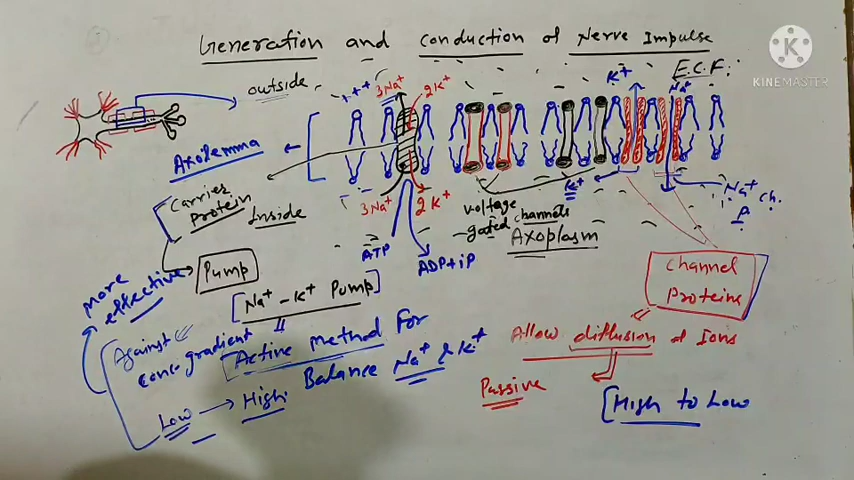 Generation and conduction of Nerve Impulse
K
KINEMASTER
outside
+++
3Na+
2K+
K+
E.C.F.
Na+
Axolemma
Carrier
protein
Inside
3Na+
2K+
voltage
gated
channels
K+
Na+ ch.
P.
Axoplasm
ATP
ADP+iP
more
effective
Pump
[Na+ - K+ Pump]
channel
Proteins
Against
conc. gradient
Active method For
Balance Na+ & K+
Low → High
Allow diffusion of Ions
Passive
[High to Low